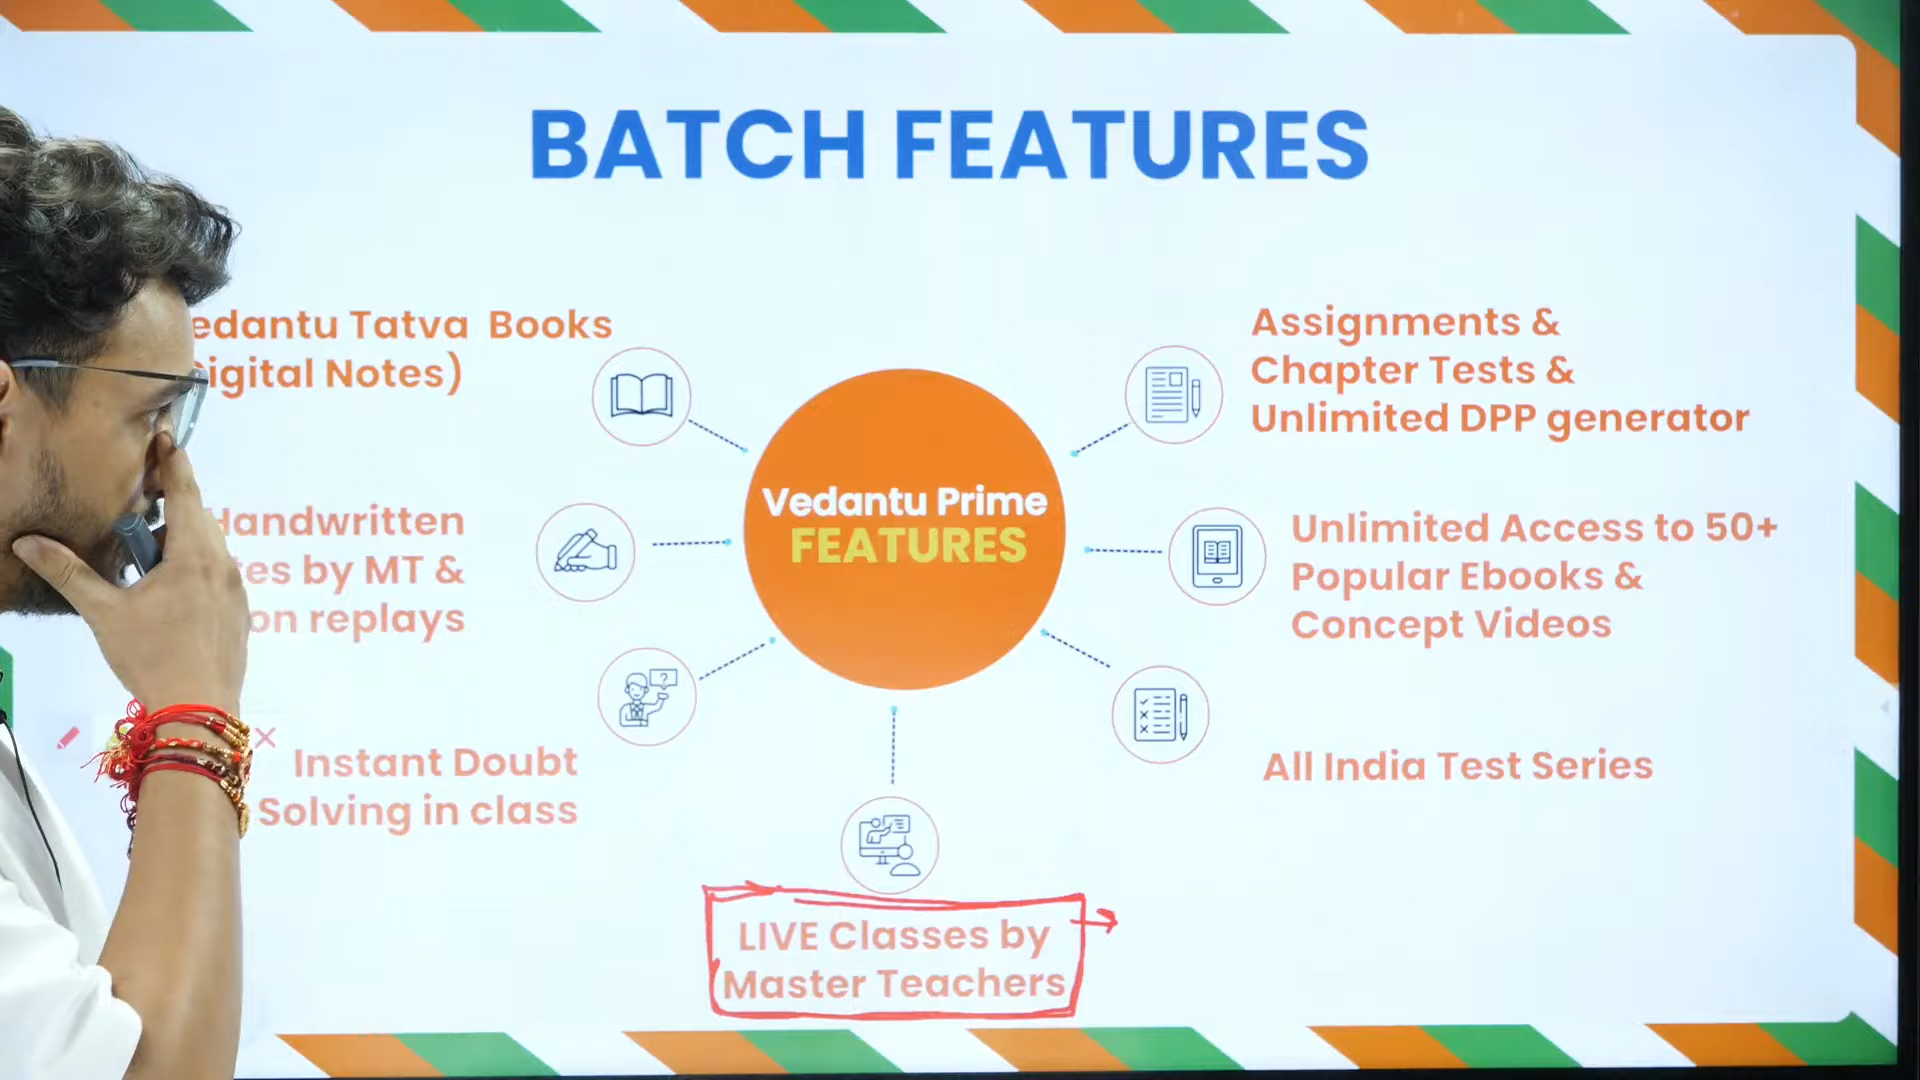 BATCH FEATURES
edantu Tatva Books
igital Notes)
Handwritten
es by MT &
on replays
Instant Doubt
Solving in class
Vedantu Prime
FEATURES
Assignments &
Chapter Tests &
Unlimited DPP generator
Unlimited Access to 50+
Popular Ebooks &
Concept Videos
All India Test Series
LIVE Classes by
Master Teachers